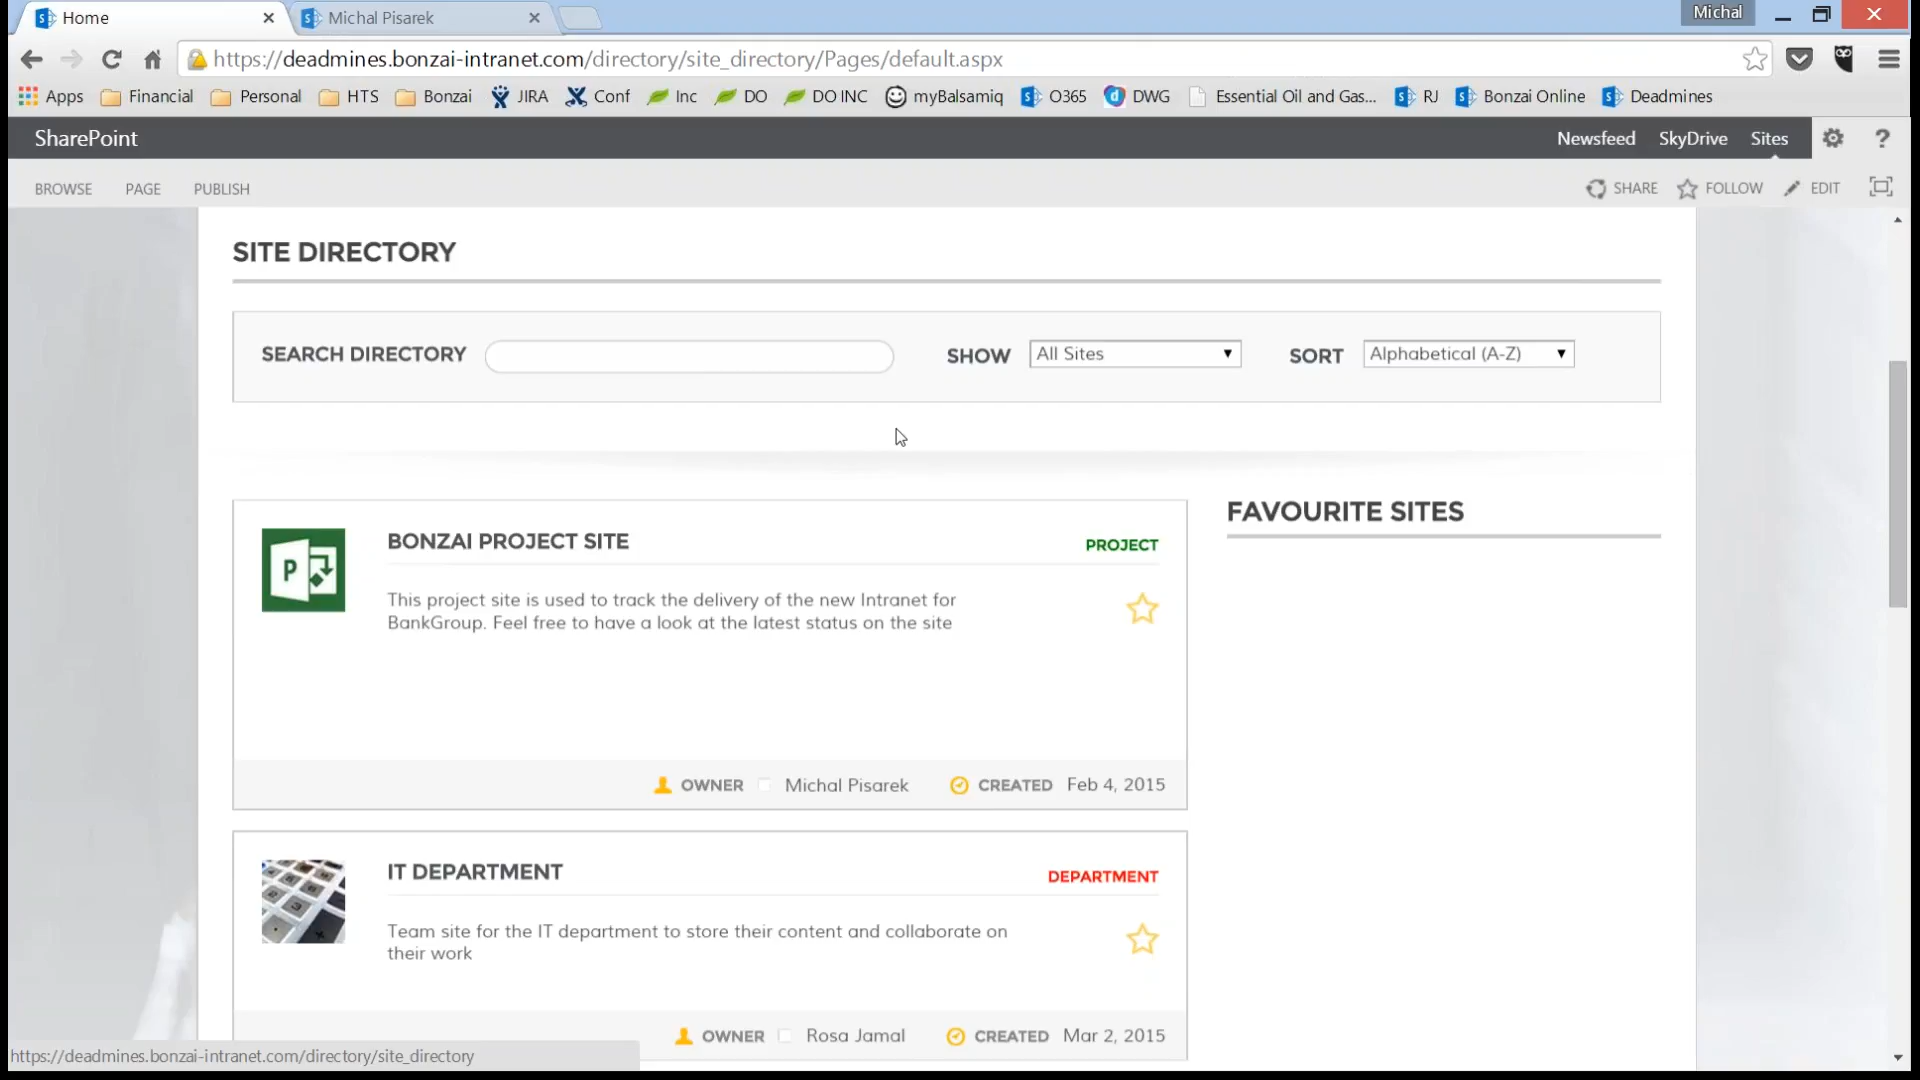 Home
Michal Pisarek
Michal
https://deadmines.bonzai-intranet.com/directory/site_directory/Pages/default.aspx
Apps Financial Personal HTS Bonzai JIRA Conf Inc DO DO INC myBalsamiq O365 DWG Essential Oil and Gas... RJ Bonzai Online Deadmines
SharePoint
Newsfeed SkyDrive Sites ?
BROWSE PAGE PUBLISH
SHARE FOLLOW EDIT
SITE DIRECTORY
SEARCH DIRECTORY SHOW All Sites SORT Alphabetical (A-Z)
BONZAI PROJECT SITE
PROJECT
This project site is used to track the delivery of the new Intranet for
BankGroup. Feel free to have a look at the latest status on the site
OWNER Michal Pisarek CREATED Feb 4, 2015
FAVOURITE SITES
IT DEPARTMENT
DEPARTMENT
Team site for the IT department to store their content and collaborate on
their work
OWNER Rosa Jamal CREATED Mar 2, 2015
https://deadmines.bonzai-intranet.com/directory/site_directory